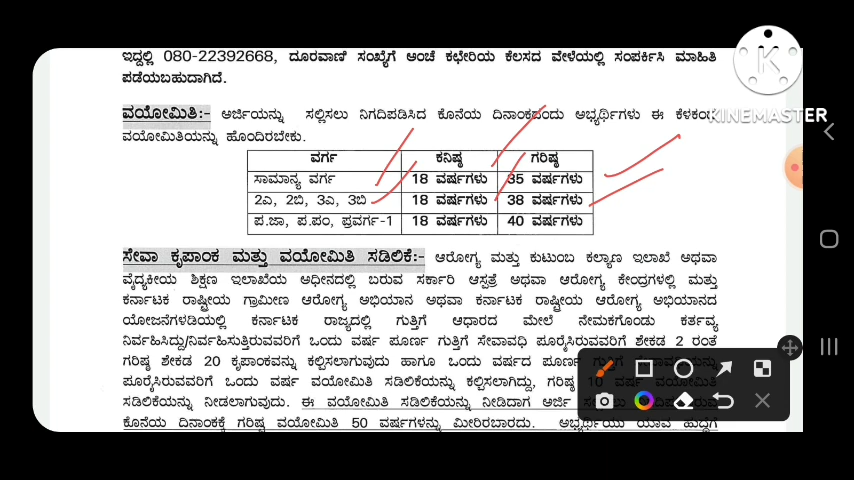 ಇದ್ದಲ್ಲಿ 080-22392668, ದೂರವಾಣಿ ಸಂಖ್ಯೆಗೆ ಅಂಚೆ ಕಛೇರಿಯ ಕೆಲಸದ ವೇಳೆಯಲ್ಲಿ ಸಂಪರ್ಕಿಸಿ ಮಾಹಿತಿ
ಪಡೆಯಬಹುದಾಗಿದೆ.
K
KINEMASTER
ವಯೋಮಿತಿ:- ಅರ್ಜಿಯನ್ನು ಸಲ್ಲಿಸಲು ನಿಗದಿಪಡಿಸಿದ ಕೊನೆಯ ದಿನಾಂಕದಂದು ಅಭ್ಯರ್ಥಿಗಳು ಈ ಕೆಳಕಂಡ
ವಯೋಮಿತಿಯನ್ನು ಹೊಂದಿರಬೇಕು.
ವರ್ಗ ಕನಿಷ್ಠ ಗರಿಷ್ಠ
ಸಾಮಾನ್ಯ ವರ್ಗ 18 ವರ್ಷಗಳು 35 ವರ್ಷಗಳು
2ಎ, 2ಬಿ, 3ಎ, 3ಬಿ 18 ವರ್ಷಗಳು 38 ವರ್ಷಗಳು
ಪ.ಜಾ, ಪ.ಪಂ, ಪ್ರವರ್ಗ-1 18 ವರ್ಷಗಳು 40 ವರ್ಷಗಳು
ಸೇವಾ ಕೃಪಾಂಕ ಮತ್ತು ವಯೋಮಿತಿ ಸಡಿಲಿಕೆ:- ಆರೋಗ್ಯ ಮತ್ತು ಕುಟುಂಬ ಕಲ್ಯಾಣ ಇಲಾಖೆ ಅಥವಾ
ವೈದ್ಯಕೀಯ ಶಿಕ್ಷಣ ಇಲಾಖೆಯ ಅಧೀನದಲ್ಲಿ ಬರುವ ಸರ್ಕಾರಿ ಆಸ್ಪತ್ರೆ ಅಥವಾ ಆರೋಗ್ಯ ಕೇಂದ್ರಗಳಲ್ಲಿ ಮತ್ತು
ಕರ್ನಾಟಕ ರಾಷ್ಟ್ರೀಯ ಗ್ರಾಮೀಣ ಆರೋಗ್ಯ ಅಭಿಯಾನ ಅಥವಾ ಕರ್ನಾಟಕ ರಾಷ್ಟ್ರೀಯ ಆರೋಗ್ಯ ಅಭಿಯಾನದ
ಯೋಜನೆಗಳಡಿಯಲ್ಲಿ ಕರ್ನಾಟಕ ರಾಜ್ಯದಲ್ಲಿ ಗುತ್ತಿಗೆ ಆಧಾರದ ಮೇಲೆ ನೇಮಕಗೊಂಡು ಕರ್ತವ್ಯ
ನಿರ್ವಹಿಸಿದ್ದು/ನಿರ್ವಹಿಸುತ್ತಿರುವವರಿಗೆ ಒಂದು ವರ್ಷ ಪೂರ್ಣ ಗುತ್ತಿಗೆ ಸೇವಾವಧಿ ಪೂರೈಸಿರುವವರಿಗೆ ಶೇಕಡ 2 ರಂತೆ
ಗರಿಷ್ಠ ಶೇಕಡ 20 ಕೃಪಾಂಕವನ್ನು ಕಲ್ಪಿಸಲಾಗುವುದು ಹಾಗೂ ಒಂದು ವರ್ಷದ ಪೂರ್ಣ ಗುತ್ತಿಗೆ
ಪೂರೈಸಿರುವವರಿಗೆ ಒಂದು ವರ್ಷ ವಯೋಮಿತಿ ಸಡಿಲಿಕೆಯನ್ನು ಕಲ್ಪಿಸಲಾಗಿದ್ದು, ಗರಿಷ್ಠ 10 ವರ್ಷ ವಯೋಮಿತಿ
ಸಡಿಲಿಕೆಯನ್ನು ನೀಡಲಾಗುವುದು. ಈ ವಯೋಮಿತಿ ಸಡಿಲಿಕೆಯನ್ನು ನೀಡಿದಾಗ ಅರ್ಜಿ
ಕೊನೆಯ ದಿನಾಂಕಕ್ಕೆ ಗರಿಷ್ಠ ವಯೋಮಿತಿ 50 ವರ್ಷಗಳನ್ನು ಮೀರಿರಬಾರದು. ಅಭ್ಯರ್ಥಿಯು ಯಾವ ಹುದ್ದೆಗೆ